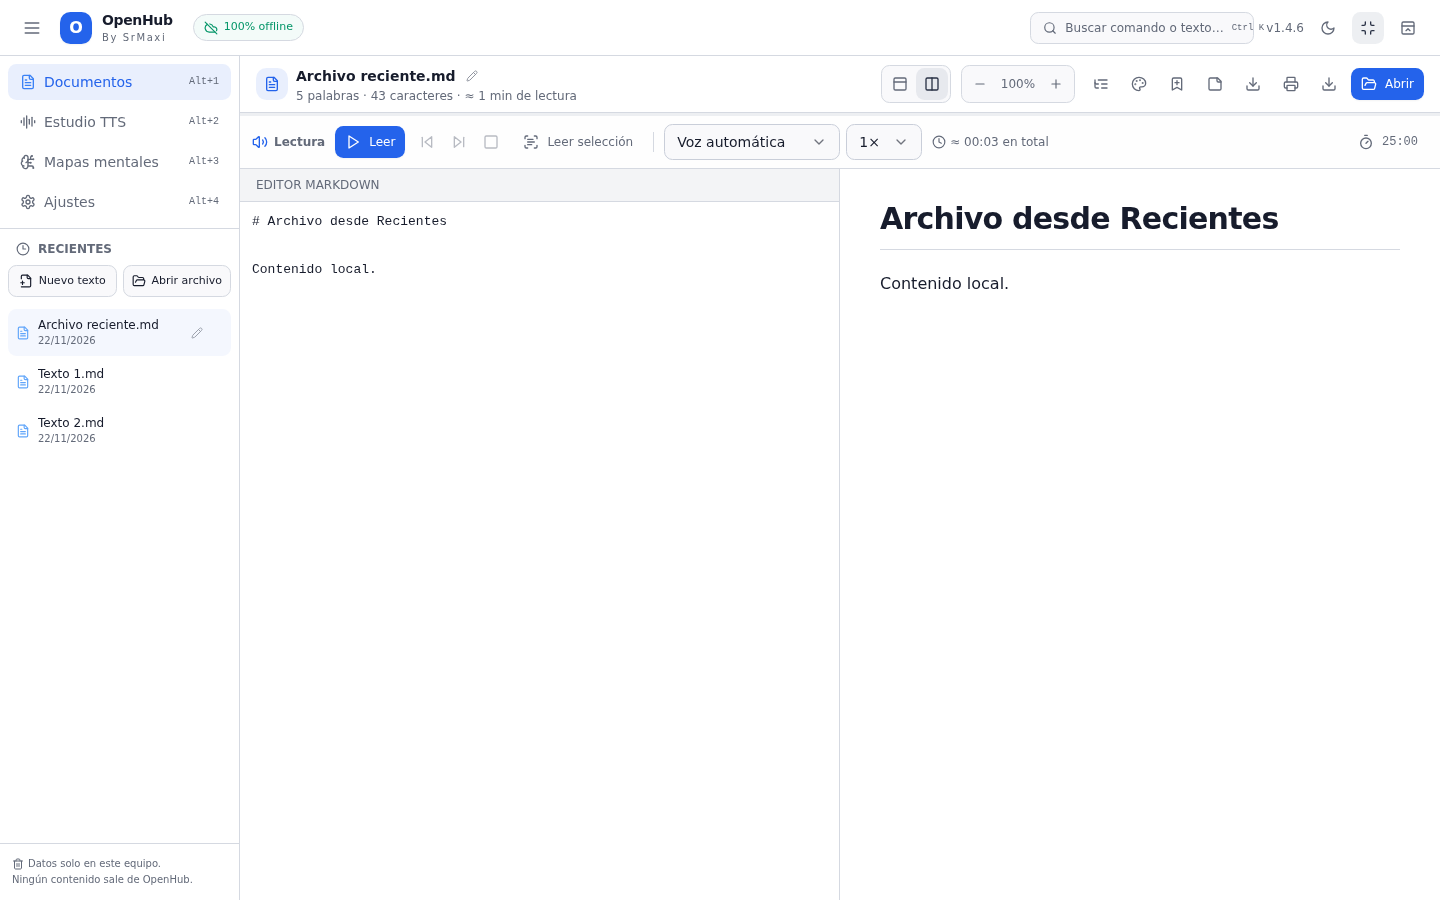 OpenHub
By SrMaxi
100% offline
Buscar comando o texto... Ctrl K
v1.4.6
Documentos Alt+1
Estudio TTS Alt+2
Mapas mentales Alt+3
Ajustes Alt+4
RECIENTES
Nuevo texto
Abrir archivo
Archivo reciente.md
22/11/2026
Texto 1.md
22/11/2026
Texto 2.md
22/11/2026
Datos solo en este equipo.
Ningún contenido sale de OpenHub.
Archivo reciente.md
5 palabras · 43 caracteres · ≈ 1 min de lectura
100%
Abrir
Lectura
Leer
Leer selección
Voz automática
1×
≈ 00:03 en total
25:00
EDITOR MARKDOWN
# Archivo desde Recientes
Contenido local.
Archivo desde Recientes
Contenido local.